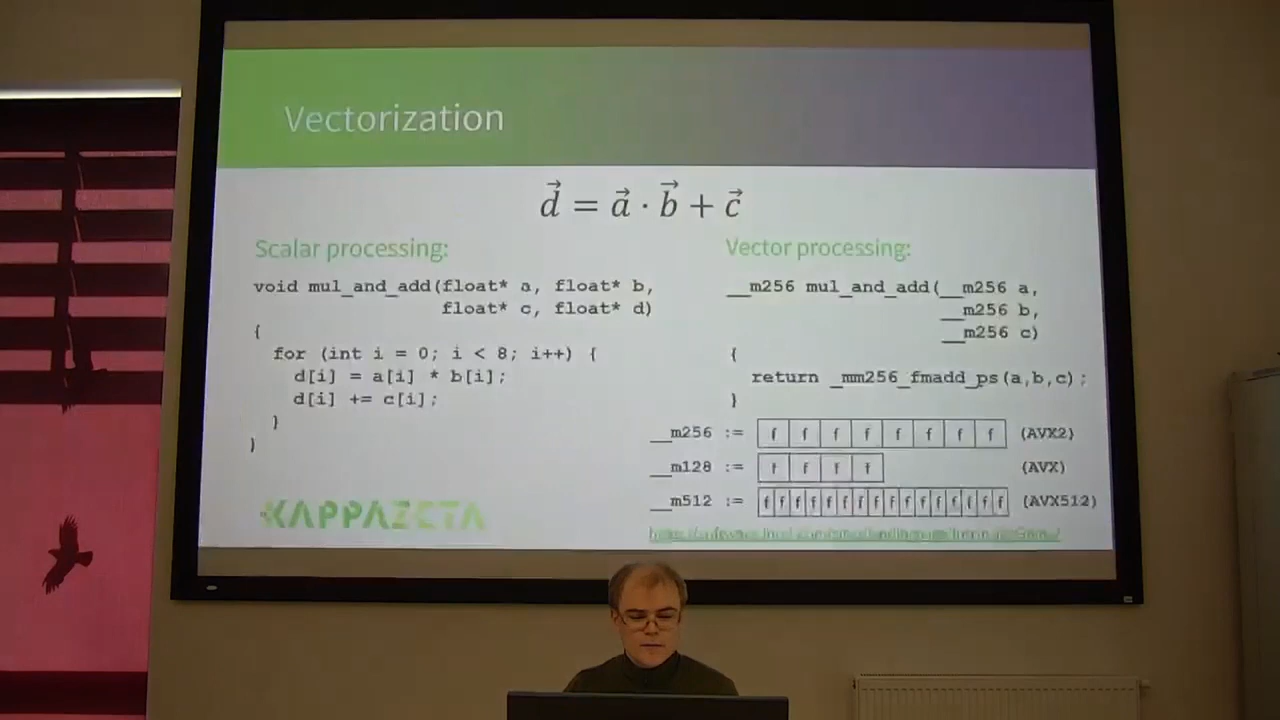 Vectorization
d⃗ = a⃗ · b⃗ + c⃗
Scalar processing:
void mul_and_add(float* a, float* b,
float* c, float* d)
{
for (int i = 0; i < 8; i++) {
d[i] = a[i] * b[i];
d[i] += c[i];
}
}
Vector processing:
__m256 mul_and_add(__m256 a,
__m256 b,
__m256 c)
{
return _mm256_fmadd_ps(a,b,c);
}
__m256 := f f f f f f f f (AVX2)
__m128 := f f f f (AVX)
__m512 := f f f f f f f f f f f f f f f f (AVX512)
KAPPAZETA